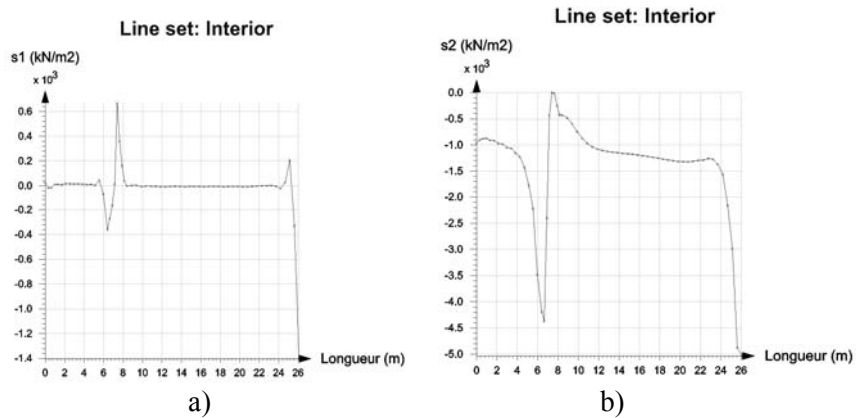 Line set: Interior
s1 (kN/m2)
x 10³
0.6
0.4
0.2
0.0
-0.2
-0.4
-0.6
-0.8
-1.0
-1.2
-1.4
0 2 4 6 8 10 12 14 16 18 20 22 24 26
Longueur (m)
a)
Line set: Interior
s2 (kN/m2)
x 10³
0.0
-0.5
-1.0
-1.5
-2.0
-2.5
-3.0
-3.5
-4.0
-4.5
-5.0
0 2 4 6 8 10 12 14 16 18 20 22 24 26
Longueur (m)
b)